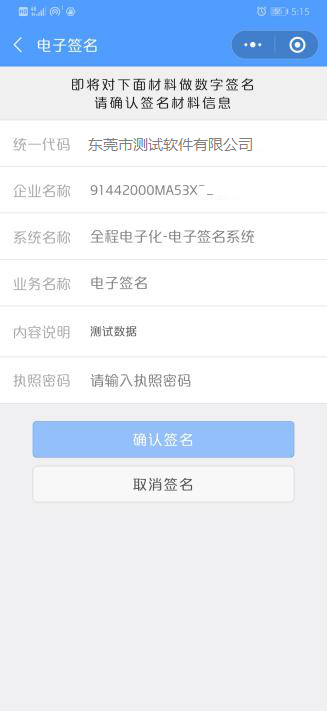 5:15
电子签名
即将对下面材料做数字签名
请确认签名材料信息
统一代码 东莞市测试软件有限公司
企业名称 91442000MA53X
系统名称 全程电子化-电子签名系统
业务名称 电子签名
内容说明 测试数据
执照密码 请输入执照密码
确认签名
取消签名